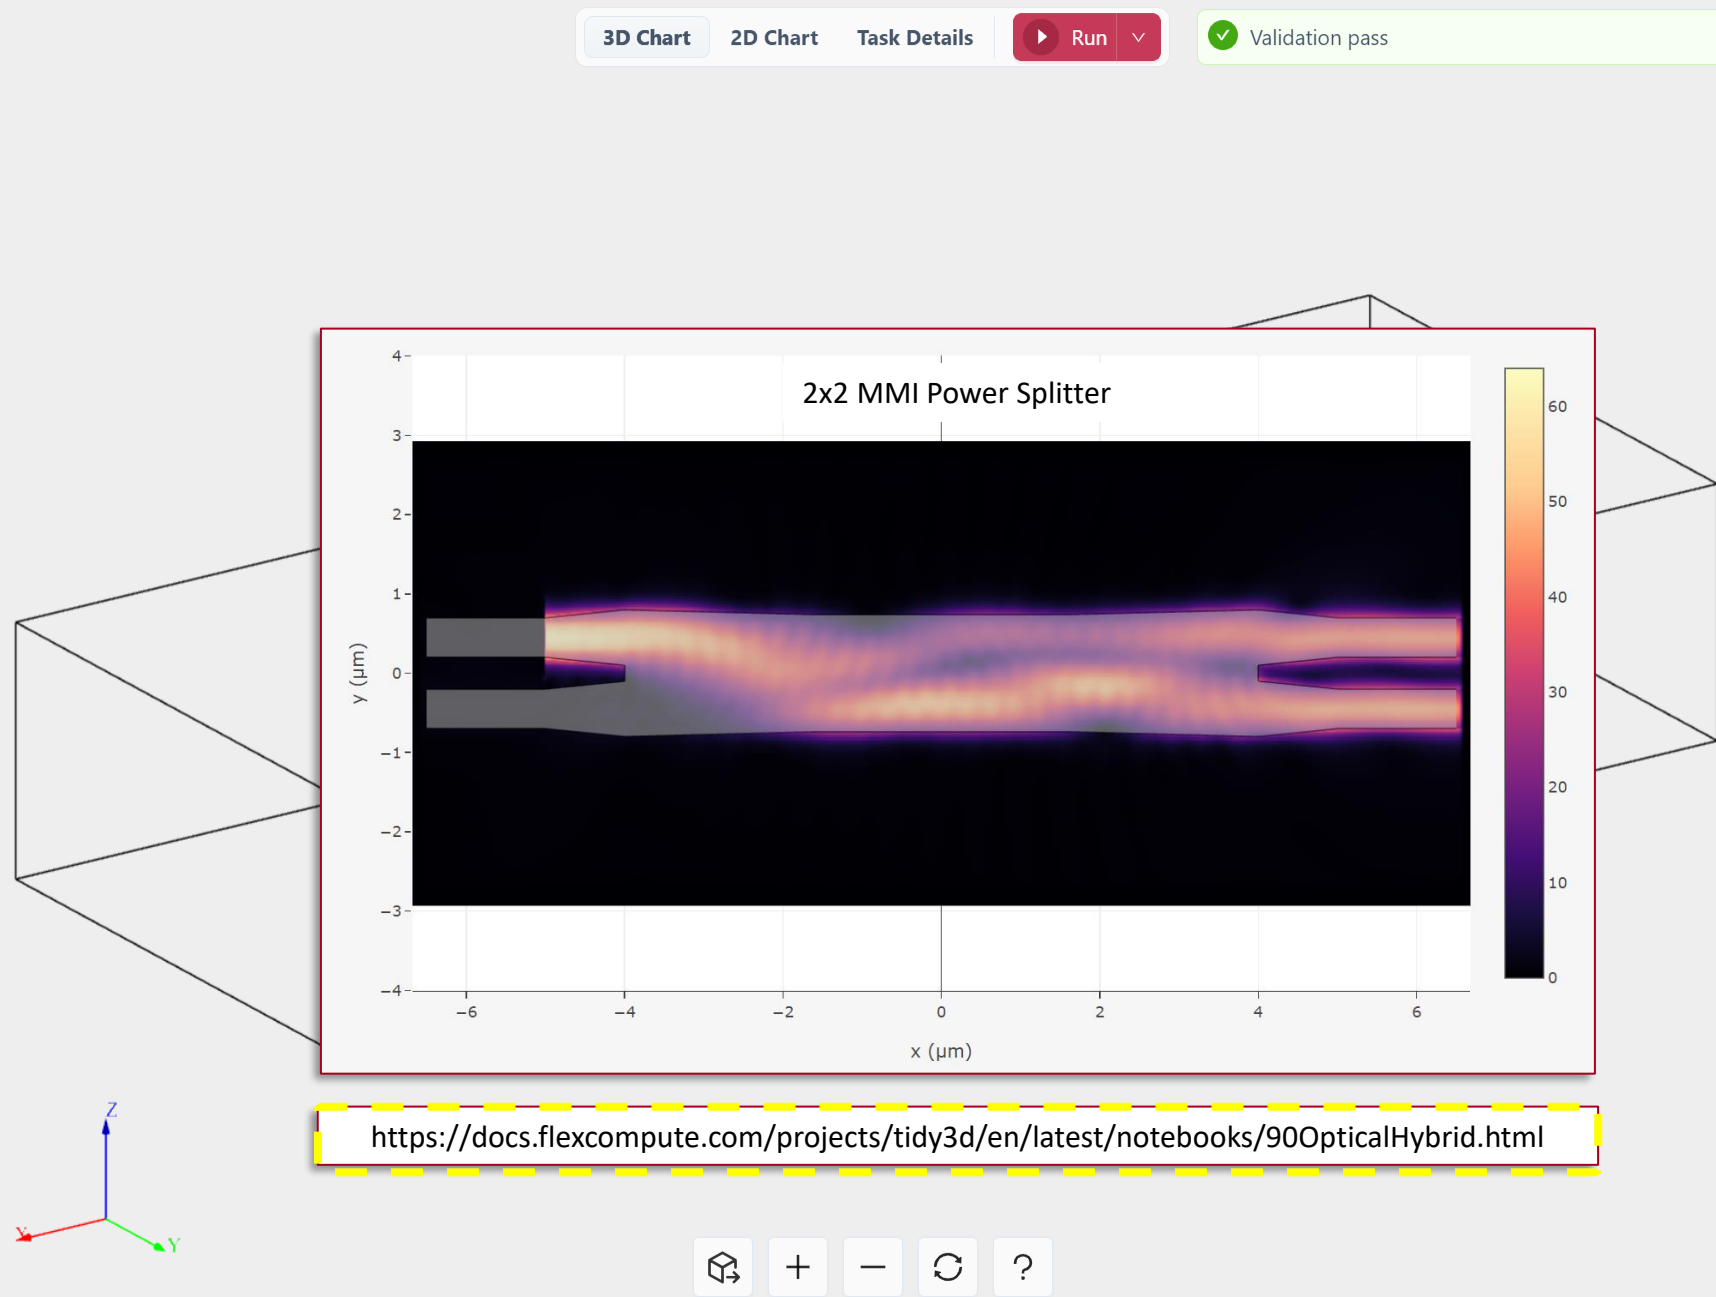 3D Chart 2D Chart Task Details Run Validation pass
2x2 MMI Power Splitter
4
3
2
1
0
−1
−2
−3
−4
y (μm)
−6 −4 −2 0 2 4 6
x (μm)
60
50
40
30
20
10
0
https://docs.flexcompute.com/projects/tidy3d/en/latest/notebooks/90OpticalHybrid.html
Z
X
Y